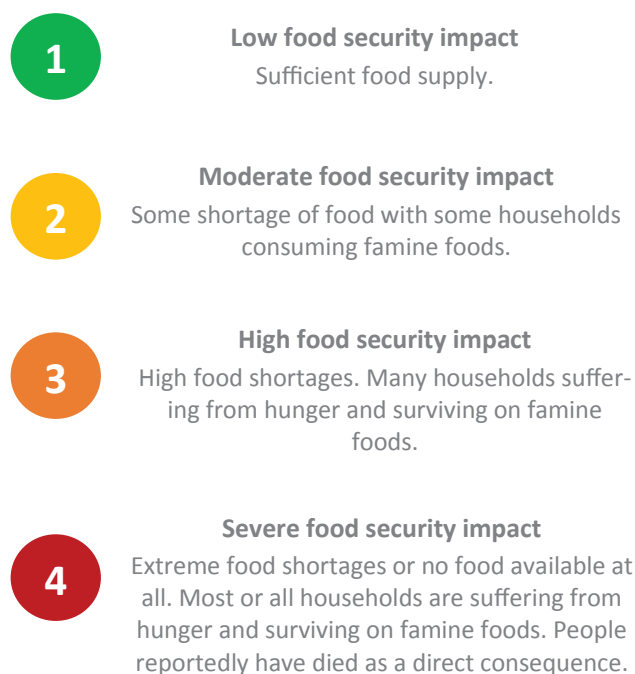 1
Low food security impact
Sufficient food supply.
2
Moderate food security impact
Some shortage of food with some households
consuming famine foods.
3
High food security impact
High food shortages. Many households suffer-
ing from hunger and surviving on famine
foods.
4
Severe food security impact
Extreme food shortages or no food available at
all. Most or all households are suffering from
hunger and surviving on famine foods. People
reportedly have died as a direct consequence.